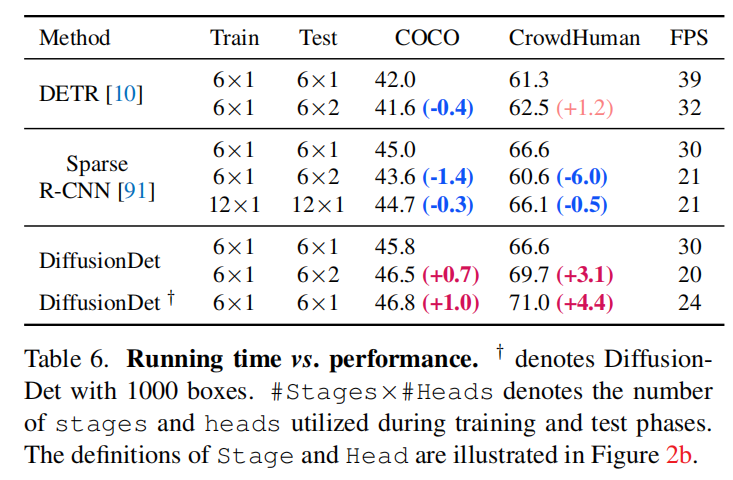 Method Train Test COCO CrowdHuman FPS
DETR [10] 6×1 6×1 42.0 61.3 39
6×1 6×2 41.6 (-0.4) 62.5 (+1.2) 32
Sparse R-CNN [91] 6×1 6×1 45.0 66.6 30
6×1 6×2 43.6 (-1.4) 60.6 (-6.0) 21
12×1 12×1 44.7 (-0.3) 66.1 (-0.5) 21
DiffusionDet 6×1 6×1 45.8 66.6 30
6×1 6×2 46.5 (+0.7) 69.7 (+3.1) 20
DiffusionDet † 6×1 6×1 46.8 (+1.0) 71.0 (+4.4) 24
Table 6. Running time vs. performance. † denotes Diffusion-
Det with 1000 boxes. #Stages×#Heads denotes the number
of stages and heads utilized during training and test phases.
The definitions of Stage and Head are illustrated in Figure 2b.